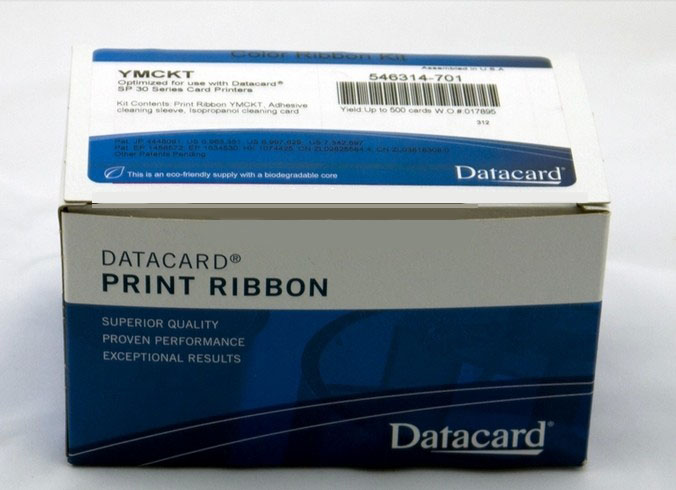 Color Ribbon Kit
YMCKT
Optimized for use with Datacard®
SP 30 Series Card Printers
Kit Contents: Print Ribbon YMCKT, Adhesive
cleaning sleeve, Isopropanol cleaning card
Assembled in U.S.A
546314-701
Yield Up to 500 cards W.O.#.017895
312
Other Patents Pending
This is an eco-friendly supply with a biodegradable core
Datacard®
DATACARD®
PRINT RIBBON
SUPERIOR QUALITY
PROVEN PERFORMANCE
EXCEPTIONAL RESULTS
Datacard®